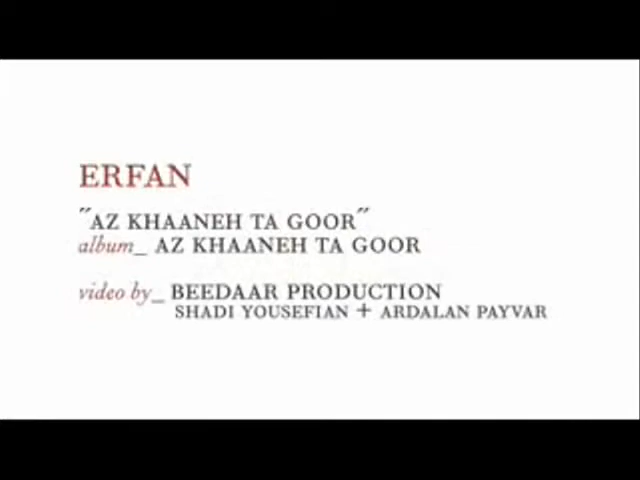 ERFAN
"AZ KHAANEH TA GOOR"
album_ AZ KHAANEH TA GOOR
video by_ BEEDAAR PRODUCTION
SHADI YOUSEFIAN + ARDALAN PAYVAR